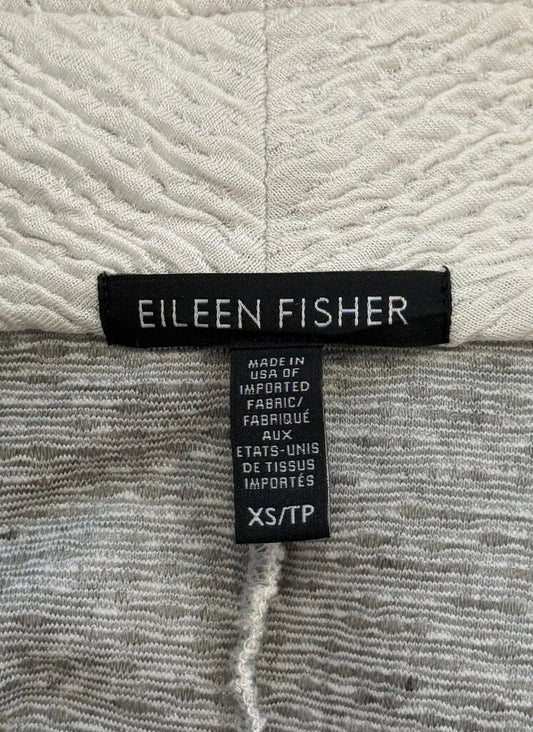 EILEEN FISHER
MADE IN
USA OF
IMPORTED
FABRIC/
FABRIQUÉ
AUX
ETATS-UNIS
DE TISSUS
IMPORTÉS
XS/TP